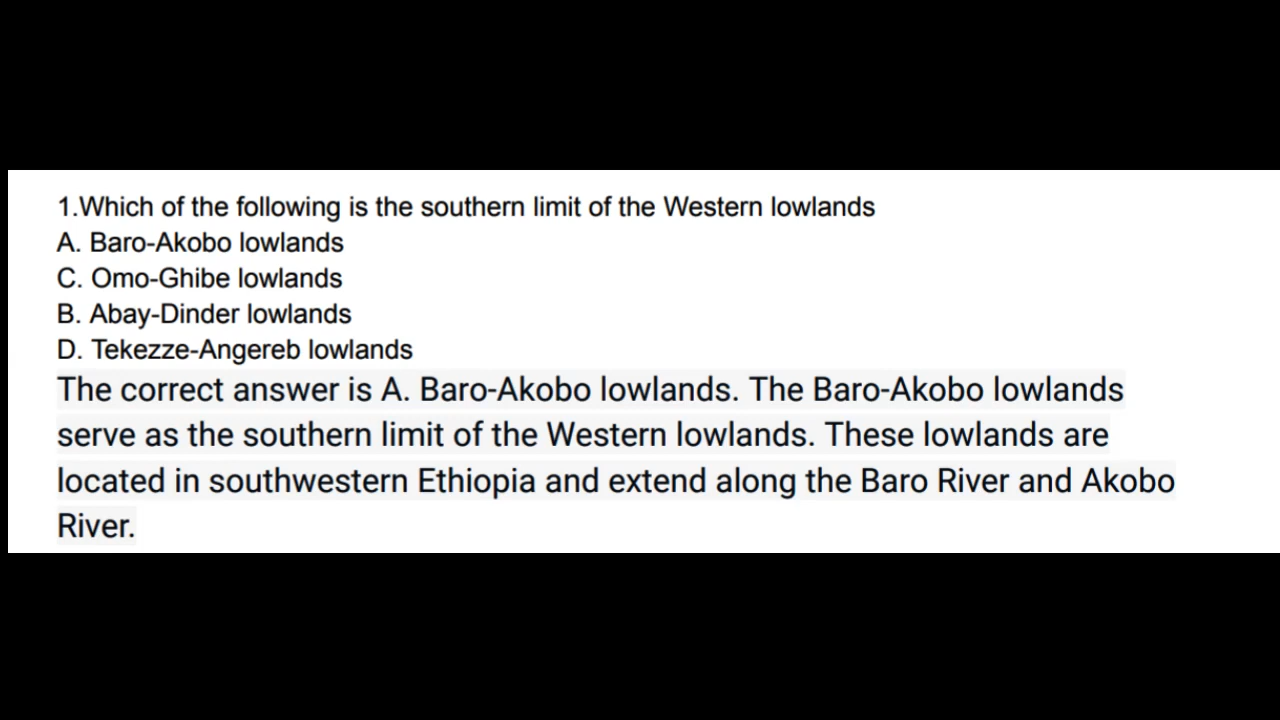 1.Which of the following is the southern limit of the Western lowlands
A. Baro-Akobo lowlands
C. Omo-Ghibe lowlands
B. Abay-Dinder lowlands
D. Tekezze-Angereb lowlands
The correct answer is A. Baro-Akobo lowlands. The Baro-Akobo lowlands
serve as the southern limit of the Western lowlands. These lowlands are
located in southwestern Ethiopia and extend along the Baro River and Akobo
River.